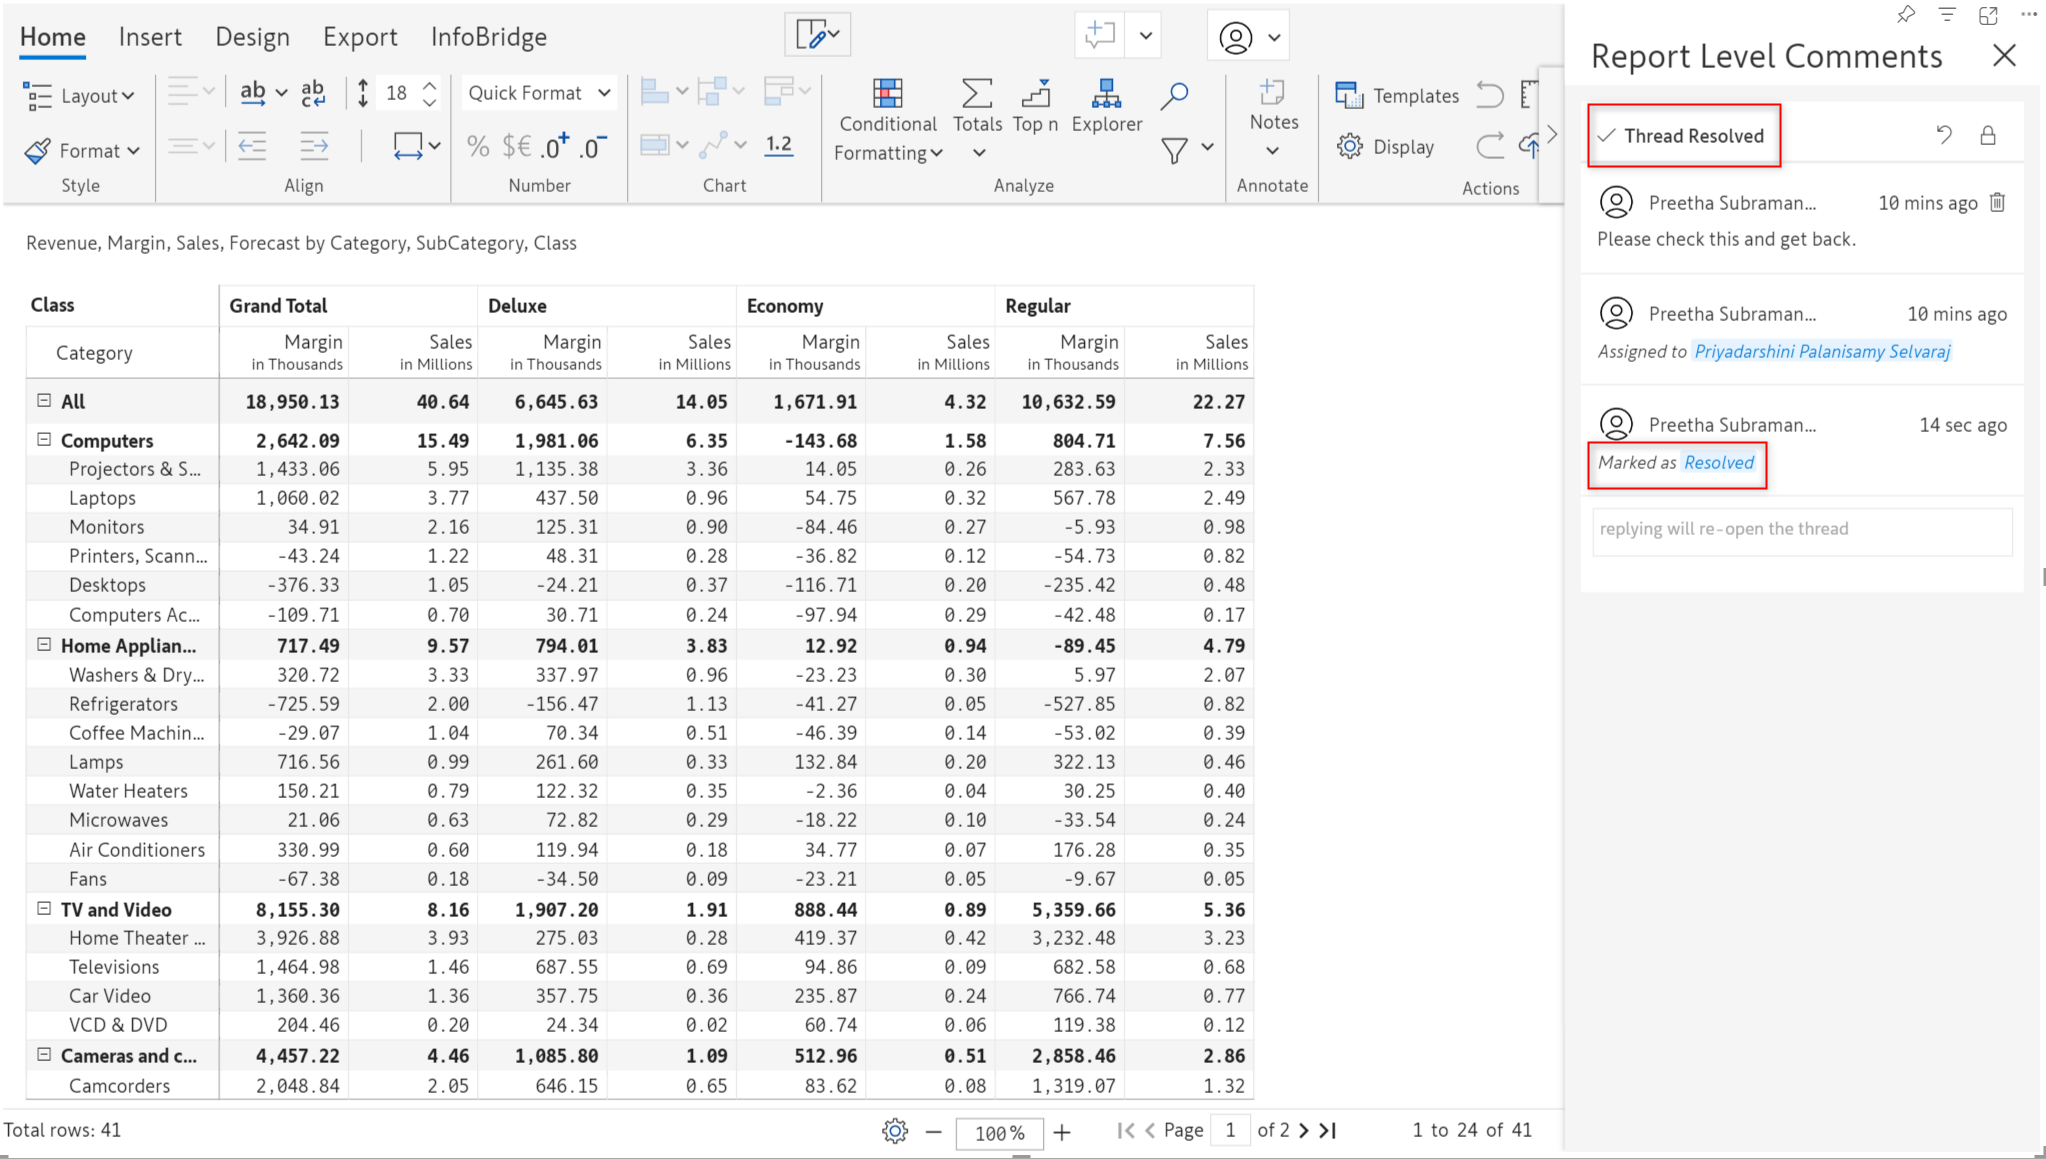 Home Insert Design Export InfoBridge
Layout ab ab c 18 Quick Format
Format % $€ .0+ .0- 1.2
Conditional Formatting Totals Top n Explorer
Notes
Templates
Display
Style Align Number Chart Analyze Annotate Actions
Revenue, Margin, Sales, Forecast by Category, SubCategory, Class
Class Grand Total Deluxe Economy Regular
Category Margin Sales Margin Sales Margin Sales Margin Sales
in Thousands in Millions in Thousands in Millions in Thousands in Millions in Thousands in Millions
All 18,950.13 40.64 6,645.63 14.05 1,671.91 4.32 10,632.59 22.27
Computers 2,642.09 15.49 1,981.06 6.35 -143.68 1.58 804.71 7.56
Projectors & S... 1,433.06 5.95 1,135.38 3.36 14.05 0.26 283.63 2.33
Laptops 1,060.02 3.77 437.50 0.96 54.75 0.32 567.78 2.49
Monitors 34.91 2.16 125.31 0.90 -84.46 0.27 -5.93 0.98
Printers, Scann... -43.24 1.22 48.31 0.28 -36.82 0.12 -54.73 0.82
Desktops -376.33 1.05 -24.21 0.37 -116.71 0.20 -235.42 0.48
Computers Ac... -109.71 0.70 30.71 0.24 -97.94 0.29 -42.48 0.17
Home Applian... 717.49 9.57 794.01 3.83 12.92 0.94 -89.45 4.79
Washers & Dry... 320.72 3.33 337.97 0.96 -23.23 0.30 5.97 2.07
Refrigerators -725.59 2.00 -156.47 1.13 -41.27 0.05 -527.85 0.82
Coffee Machin... -29.07 1.04 70.34 0.51 -46.39 0.14 -53.02 0.39
Lamps 716.56 0.99 261.60 0.33 132.84 0.20 322.13 0.46
Water Heaters 150.21 0.79 122.32 0.35 -2.36 0.04 30.25 0.40
Microwaves 21.06 0.63 72.82 0.29 -18.22 0.10 -33.54 0.24
Air Conditioners 330.99 0.60 119.94 0.18 34.77 0.07 176.28 0.35
Fans -67.38 0.18 -34.50 0.09 -23.21 0.05 -9.67 0.05
TV and Video 8,155.30 8.16 1,907.20 1.91 888.44 0.89 5,359.66 5.36
Home Theater ... 3,926.88 3.93 275.03 0.28 419.37 0.42 3,232.48 3.23
Televisions 1,464.98 1.46 687.55 0.69 94.86 0.09 682.58 0.68
Car Video 1,360.36 1.36 357.75 0.36 235.87 0.24 766.74 0.77
VCD & DVD 204.46 0.20 24.34 0.02 60.74 0.06 119.38 0.12
Cameras and c... 4,457.22 4.46 1,085.80 1.09 512.96 0.51 2,858.46 2.86
Camcorders 2,048.84 2.05 646.15 0.65 83.62 0.08 1,319.07 1.32
Total rows: 41 100% Page 1 of 2 1 to 24 of 41
Report Level Comments
Thread Resolved
Preetha Subraman... 10 mins ago
Please check this and get back.
Preetha Subraman... 10 mins ago
Assigned to Priyadarshini Palanisamy Selvaraj
Preetha Subraman... 14 sec ago
Marked as Resolved
replying will re-open the thread